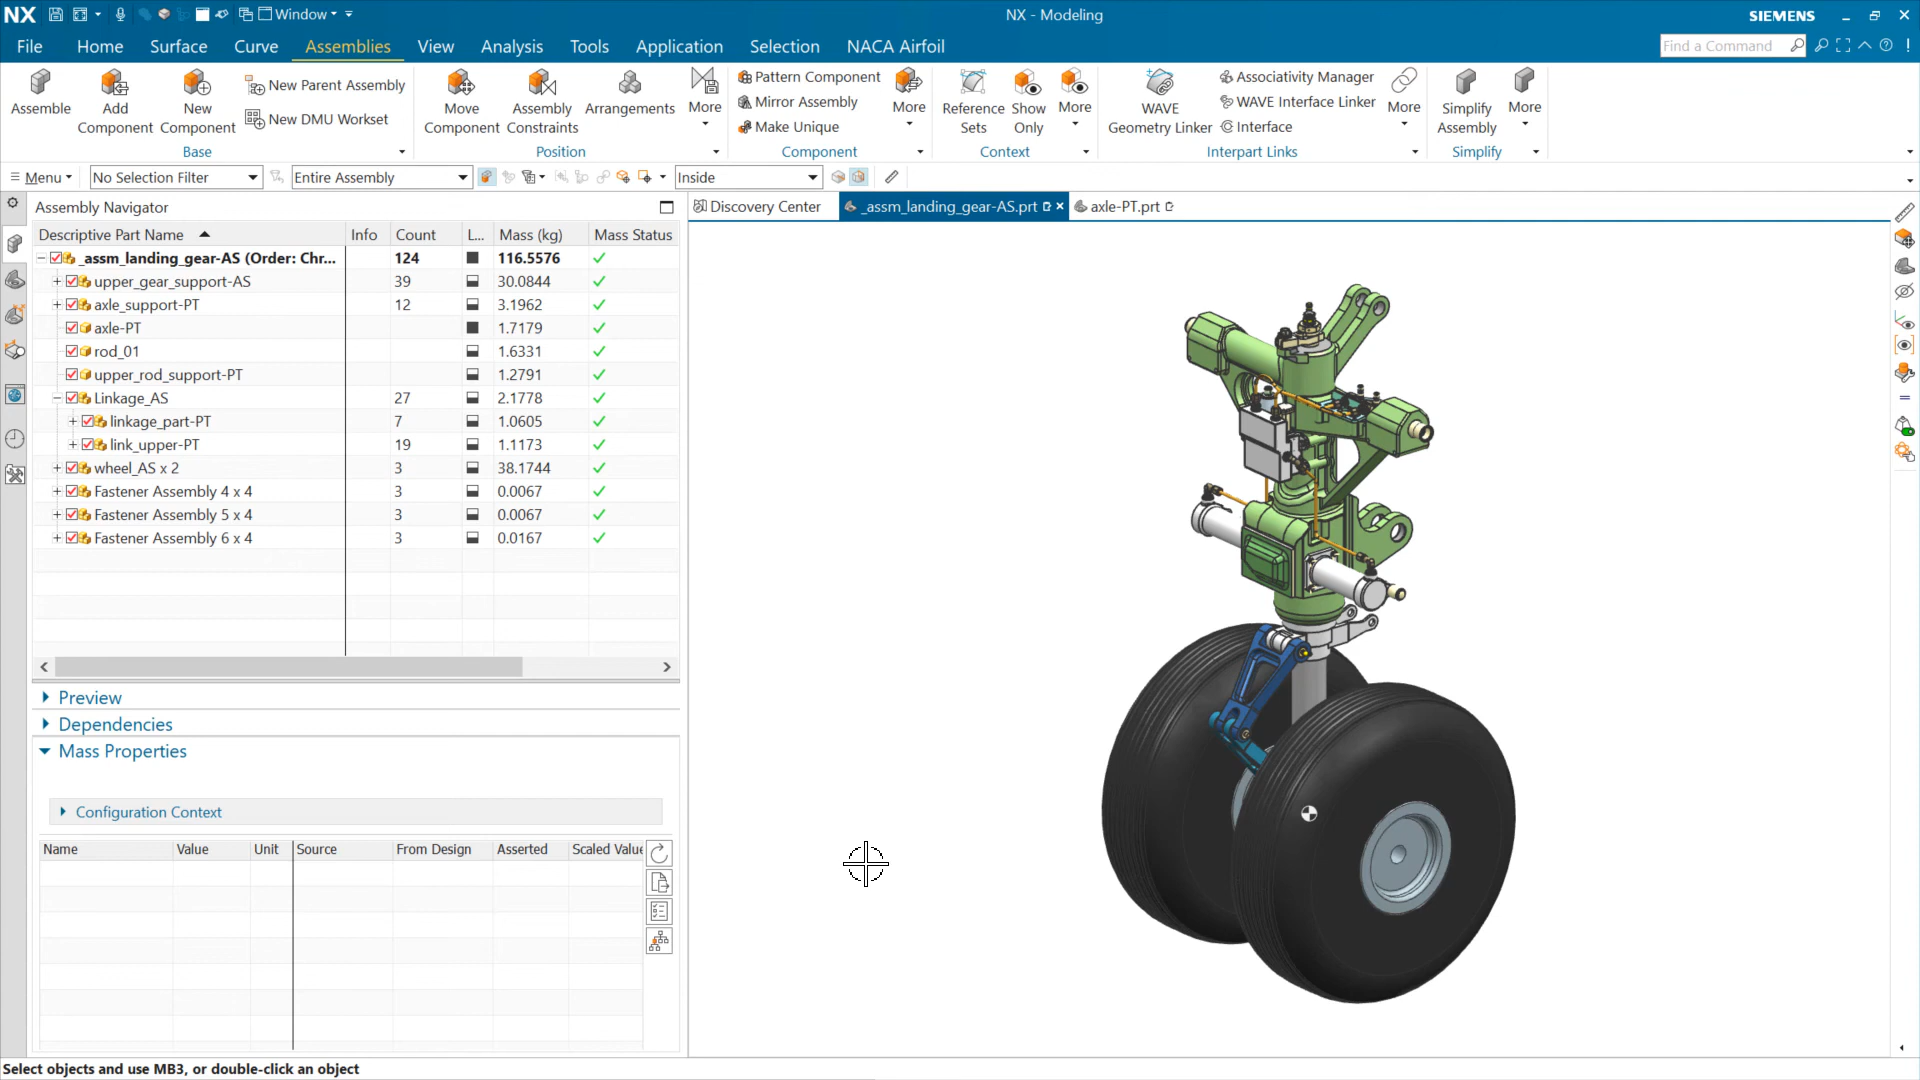 NX Window NX - Modeling SIEMENS
File Home Surface Curve Assemblies View Analysis Tools Application Selection NACA Airfoil Find a Command
Assemble
Add Component
New Component
New Parent Assembly
New DMU Workset
Base
Move Component
Assembly Constraints
Arrangements
More
Position
Pattern Component
Mirror Assembly
Make Unique
More
Component
Reference Sets
Show Only
More
Context
WAVE Geometry Linker
Associativity Manager
WAVE Interface Linker
Interface
More
Interpart Links
Simplify Assembly
More
Simplify
Menu No Selection Filter Entire Assembly Inside
Assembly Navigator
Discovery Center _assm_landing_gear-AS.prt axle-PT.prt
Descriptive Part Name Info Count L... Mass (kg) Mass Status
_assm_landing_gear-AS (Order: Chr... 124 116.5576
upper_gear_support-AS 39 30.0844
axle_support-PT 12 3.1962
axle-PT 1.7179
rod_01 1.6331
upper_rod_support-PT 1.2791
Linkage_AS 27 2.1778
linkage_part-PT 7 1.0605
link_upper-PT 19 1.1173
wheel_AS x 2 3 38.1744
Fastener Assembly 4 x 4 3 0.0067
Fastener Assembly 5 x 4 3 0.0067
Fastener Assembly 6 x 4 3 0.0167
Preview
Dependencies
Mass Properties
Configuration Context
Name Value Unit Source From Design Asserted Scaled Value
Select objects and use MB3, or double-click an object